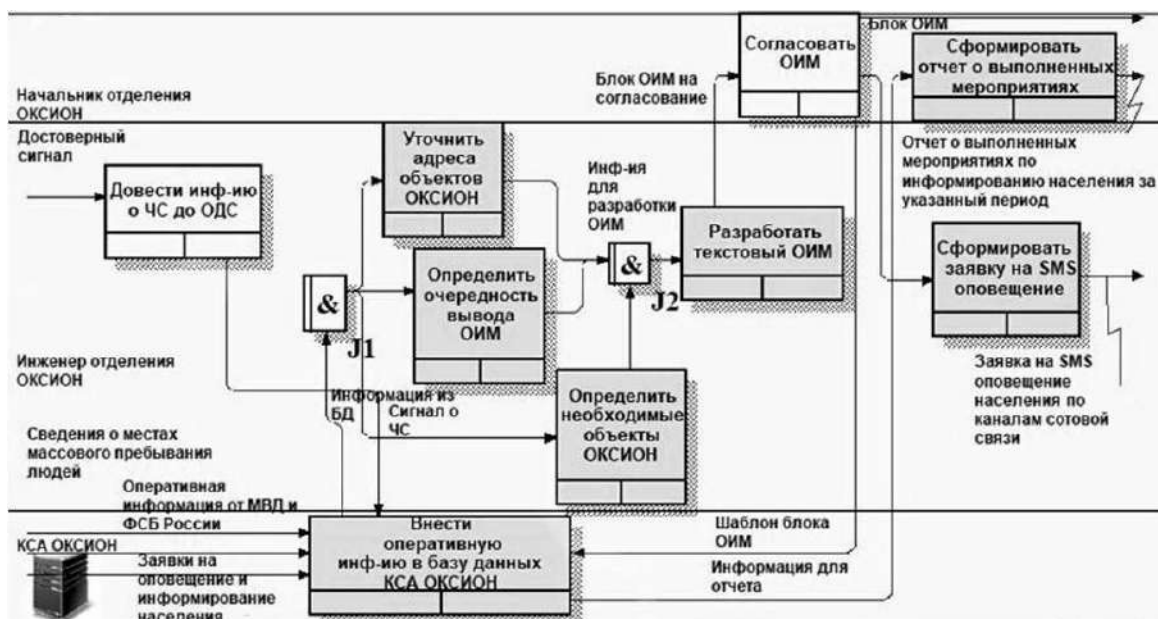 Блок ОИМ
Согласовать
ОИМ
Сформировать
отчет о выполненных
мероприятиях
Блок ОИМ на
согласование
Начальник отделения
ОКСИОН
Достоверный
сигнал
Довести инф-ию
о ЧС до ОДС
Уточнить
адреса
объектов
ОКСИОН
Инф-ия
для
разработки
ОИМ
Отчет о выполненных
мероприятиях по
информированию населения за
указанный период
&
J2
Разработать
текстовый ОИМ
Сформировать
заявку на SMS
оповещение
&
J1
Определить
очередность
вывода
ОИМ
Инженер отделения
ОКСИОН
Информация из
БД
Сигнал о
ЧС
Определить
необходимые
объекты
ОКСИОН
Заявка на SMS
оповещение
населения по
каналам сотовой
связи
Сведения о местах
массового пребывания
людей
Оперативная
информация от МВД и
ФСБ России
КСА ОКСИОН
Заявки на
оповещение и
информирование
населения
Внести
оперативную
инф-ию в базу данных
КСА ОКСИОН
Шаблон блока
ОИМ
Информация для
отчета